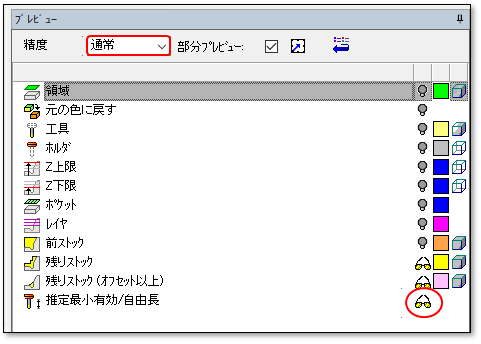 プレビュー
精度 通常 部分プレビュー:
領域
元の色に戻す
工具
ホルダ
Z上限
Z下限
ポケット
レイヤ
前ストック
残りストック
残りストック(オフセット以上)
推定最小有効/自由長